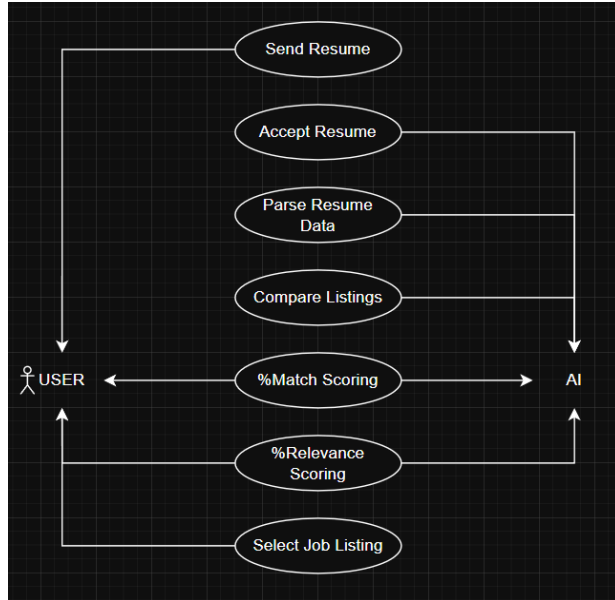 Send Resume
Accept Resume
Parse Resume
Data
Compare Listings
USER
%Match Scoring
AI
%Relevance
Scoring
Select Job Listing